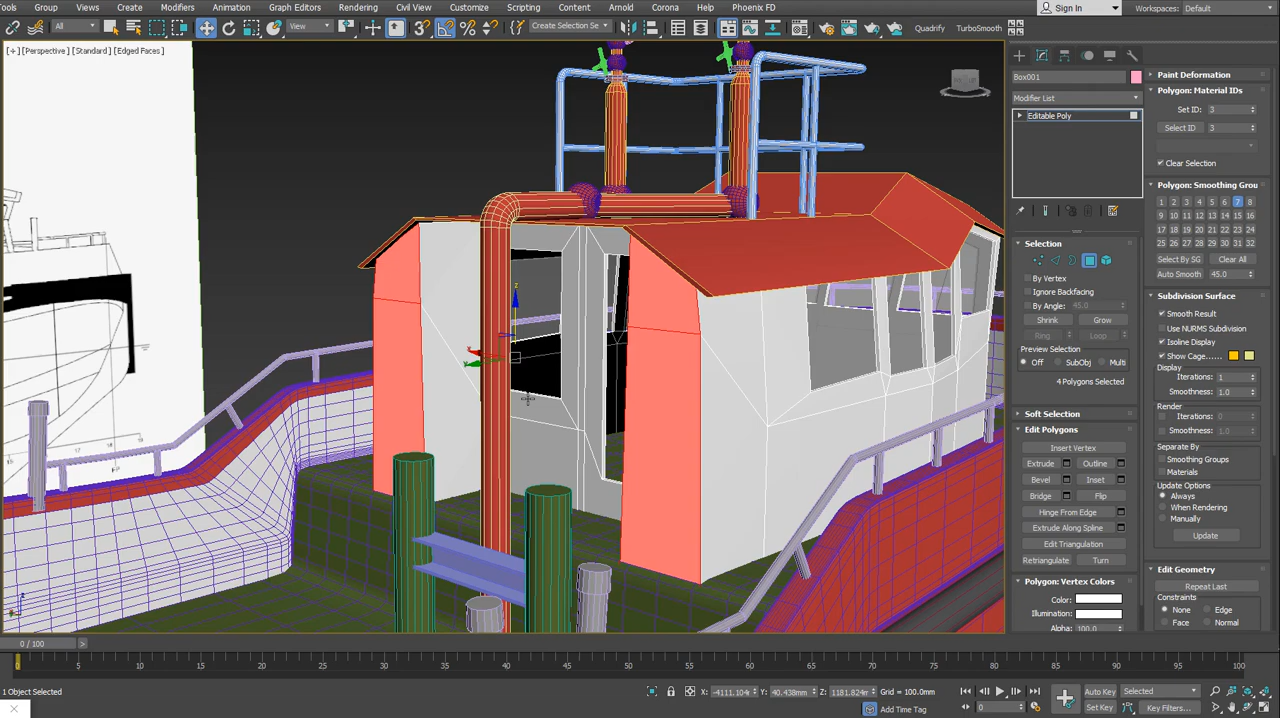 Tools Group Views Create Modifiers Animation Graph Editors Rendering Civil View Customize Scripting Content Arnold Help Corona Phoenix FD Sign In Workspaces: Default
All View Create Selection Se Quadrify TurboSmooth
[+] [Perspective] [Standard] [Edged Faces]
Box001
Modifier List
Editable Poly
Selection
By Vertex
Ignore Backfacing
By Angle: 45.0
Shrink Grow
Ring Loop
Preview Selection
Off SubObj Multi
4 Polygons Selected
Soft Selection
Edit Polygons
Insert Vertex
Extrude Outline
Bevel Inset
Bridge Flip
Hinge From Edge
Extrude Along Spline
Edit Triangulation
Retriangulate Turn
Polygon: Vertex Colors
Color:
Illumination:
Alpha: 100.0
Paint Deformation
Polygon: Material IDs
Set ID: 3
Select ID 3
Clear Selection
Polygon: Smoothing Grou
1 2 3 4 5 6 7 8
9 10 11 12 13 14 15 16
17 18 19 20 21 22 23 24
25 26 27 28 29 30 31 32
Select By SG Clear All
Auto Smooth 45.0
Subdivision Surface
Smooth Result
Use NURMS Subdivision
Isoline Display
Show Cage......
Display
Iterations: 1
Smoothness: 1.0
Render
Iterations: 0
Smoothness: 1.0
Separate By
Smoothing Groups
Materials
Update Options
Always
When Rendering
Manually
Update
Edit Geometry
Repeat Last
Constraints
None Edge
Face Normal
x
y
z
0 / 100 >
0 5 10 15 20 25 30 35 40 45 50 55 60 65 70 75 80 85 90 95 100
1 Object Selected X: -4111.104m Y: 40.438mm Z: 1181.824m Grid = 100.0mm Auto Key Selected
Add Time Tag 0 Set Key Key Filters...